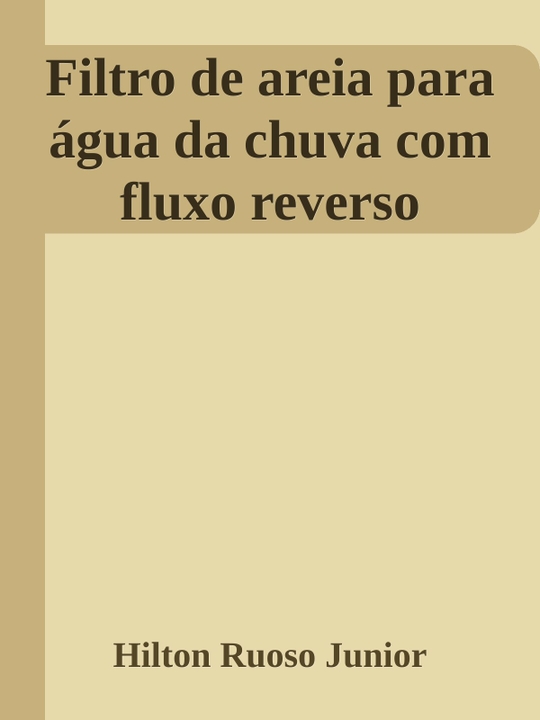 Filtro de areia para
água da chuva com
fluxo reverso
Hilton Ruoso Junior